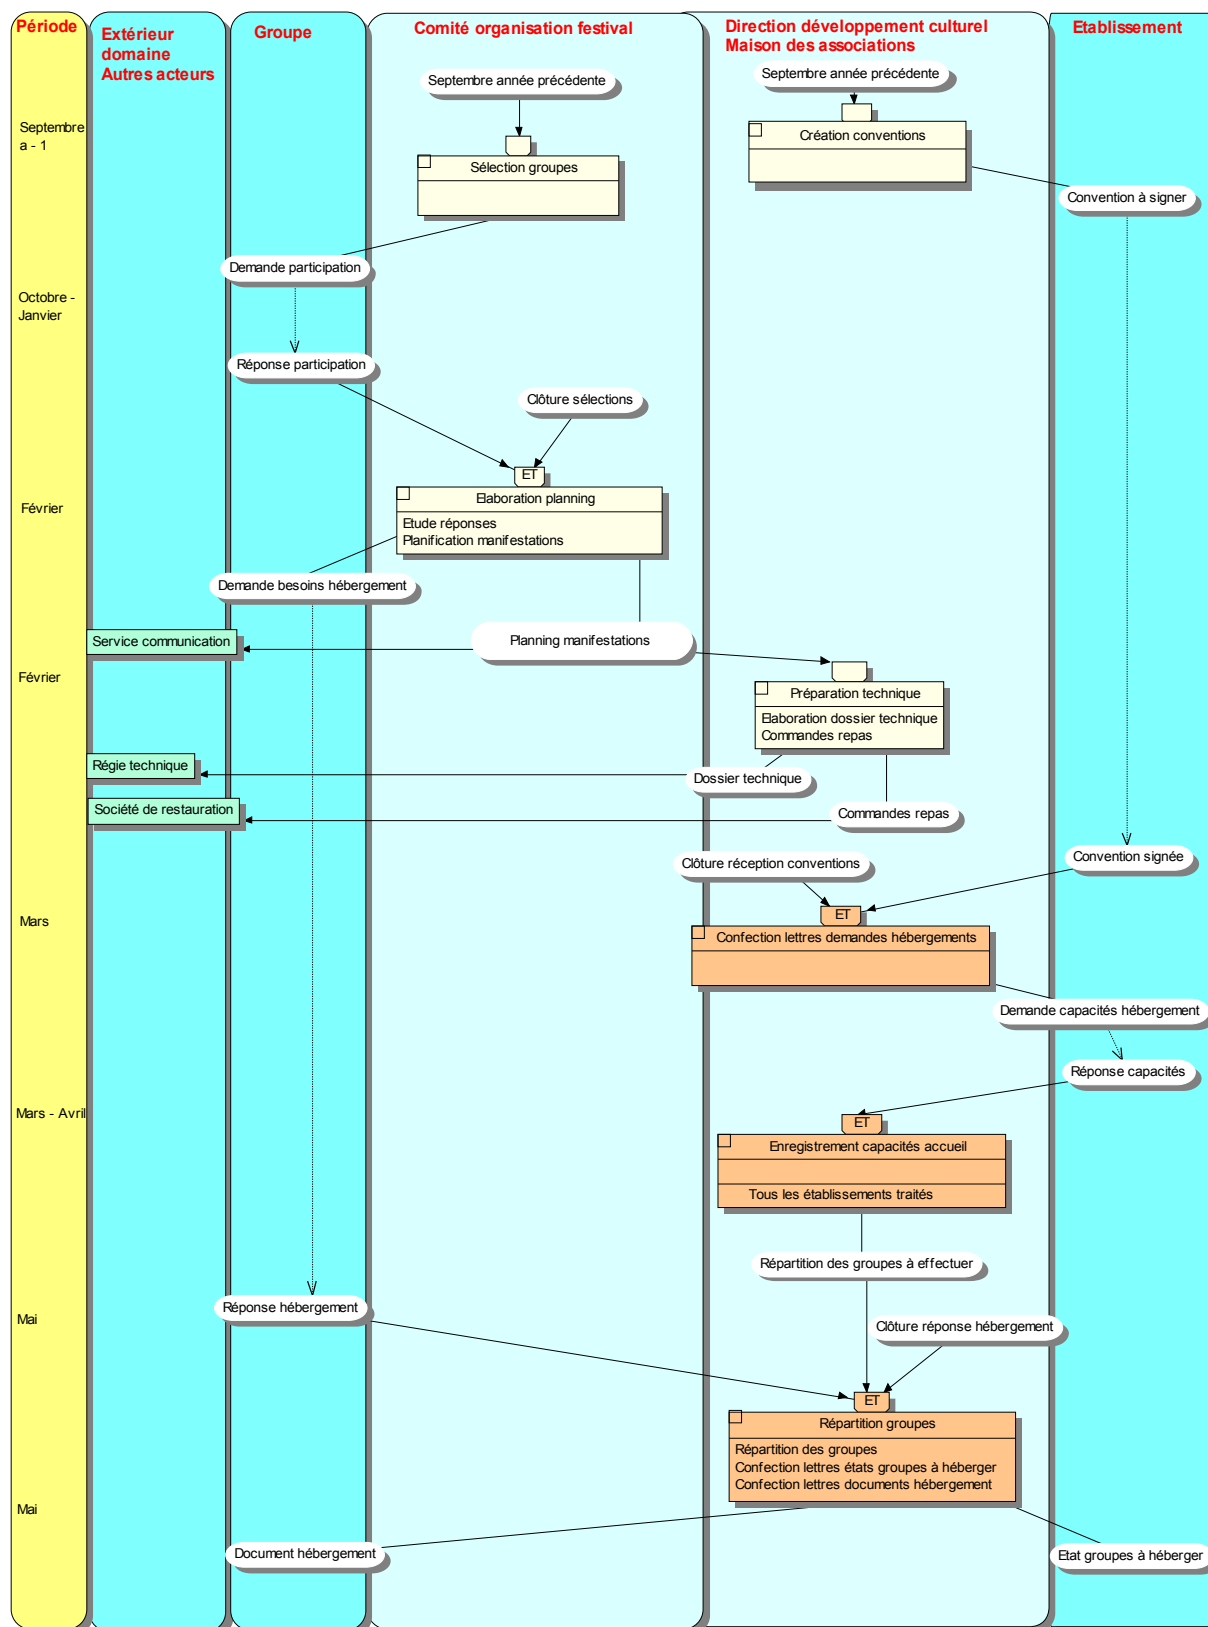 Période
Extérieur
domaine
Autres acteurs
Groupe
Comité organisation festival
Direction développement culturel
Maison des associations
Etablissement
Septembre année précédente
Septembre année précédente
Septembre
a - 1
Création conventions
Sélection groupes
Convention à signer
Demande participation
Octobre -
Janvier
Réponse participation
Clôture sélections
ET
Elaboration planning
Etude réponses
Planification manifestations
Février
Demande besoins hébergement
Service communication
Planning manifestations
Février
Préparation technique
Elaboration dossier technique
Commandes repas
Régie technique
Dossier technique
Société de restauration
Commandes repas
Clôture réception conventions
Convention signée
ET
Mars
Confection lettres demandes hébergements
Demande capacités hébergement
Réponse capacités
Mars - Avril
ET
Enregistrement capacités accueil
Tous les établissements traités
Répartition des groupes à effectuer
Réponse hébergement
Mai
Clôture réponse hébergement
ET
Répartition groupes
Répartition des groupes
Confection lettres états groupes à héberger
Confection lettres documents hébergement
Mai
Document hébergement
Etat groupes à héberger